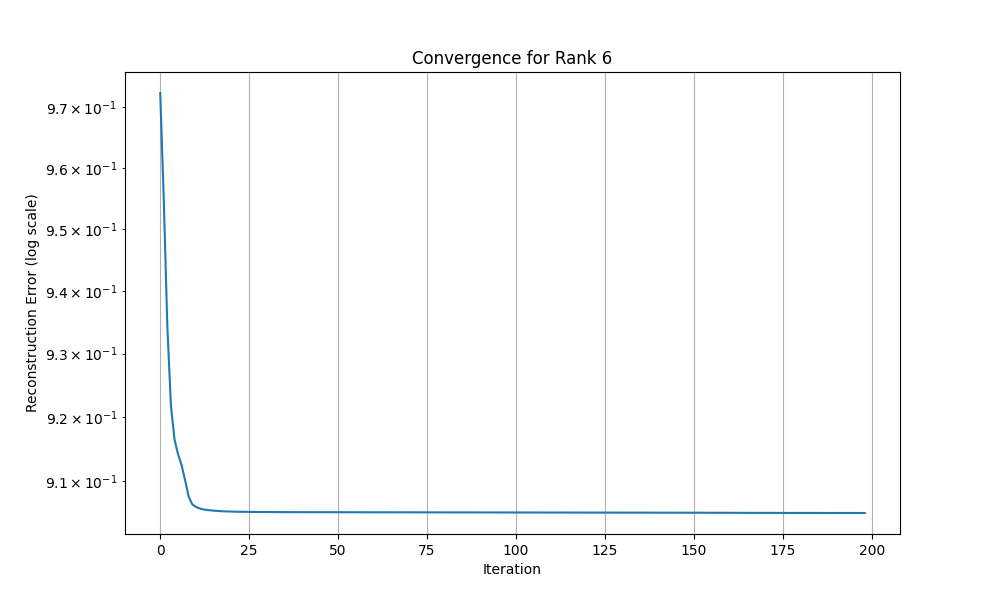 Convergence for Rank 6
Reconstruction Error (log scale)
9.7 × 10⁻¹
9.6 × 10⁻¹
9.5 × 10⁻¹
9.4 × 10⁻¹
9.3 × 10⁻¹
9.2 × 10⁻¹
9.1 × 10⁻¹
0 25 50 75 100 125 150 175 200
Iteration